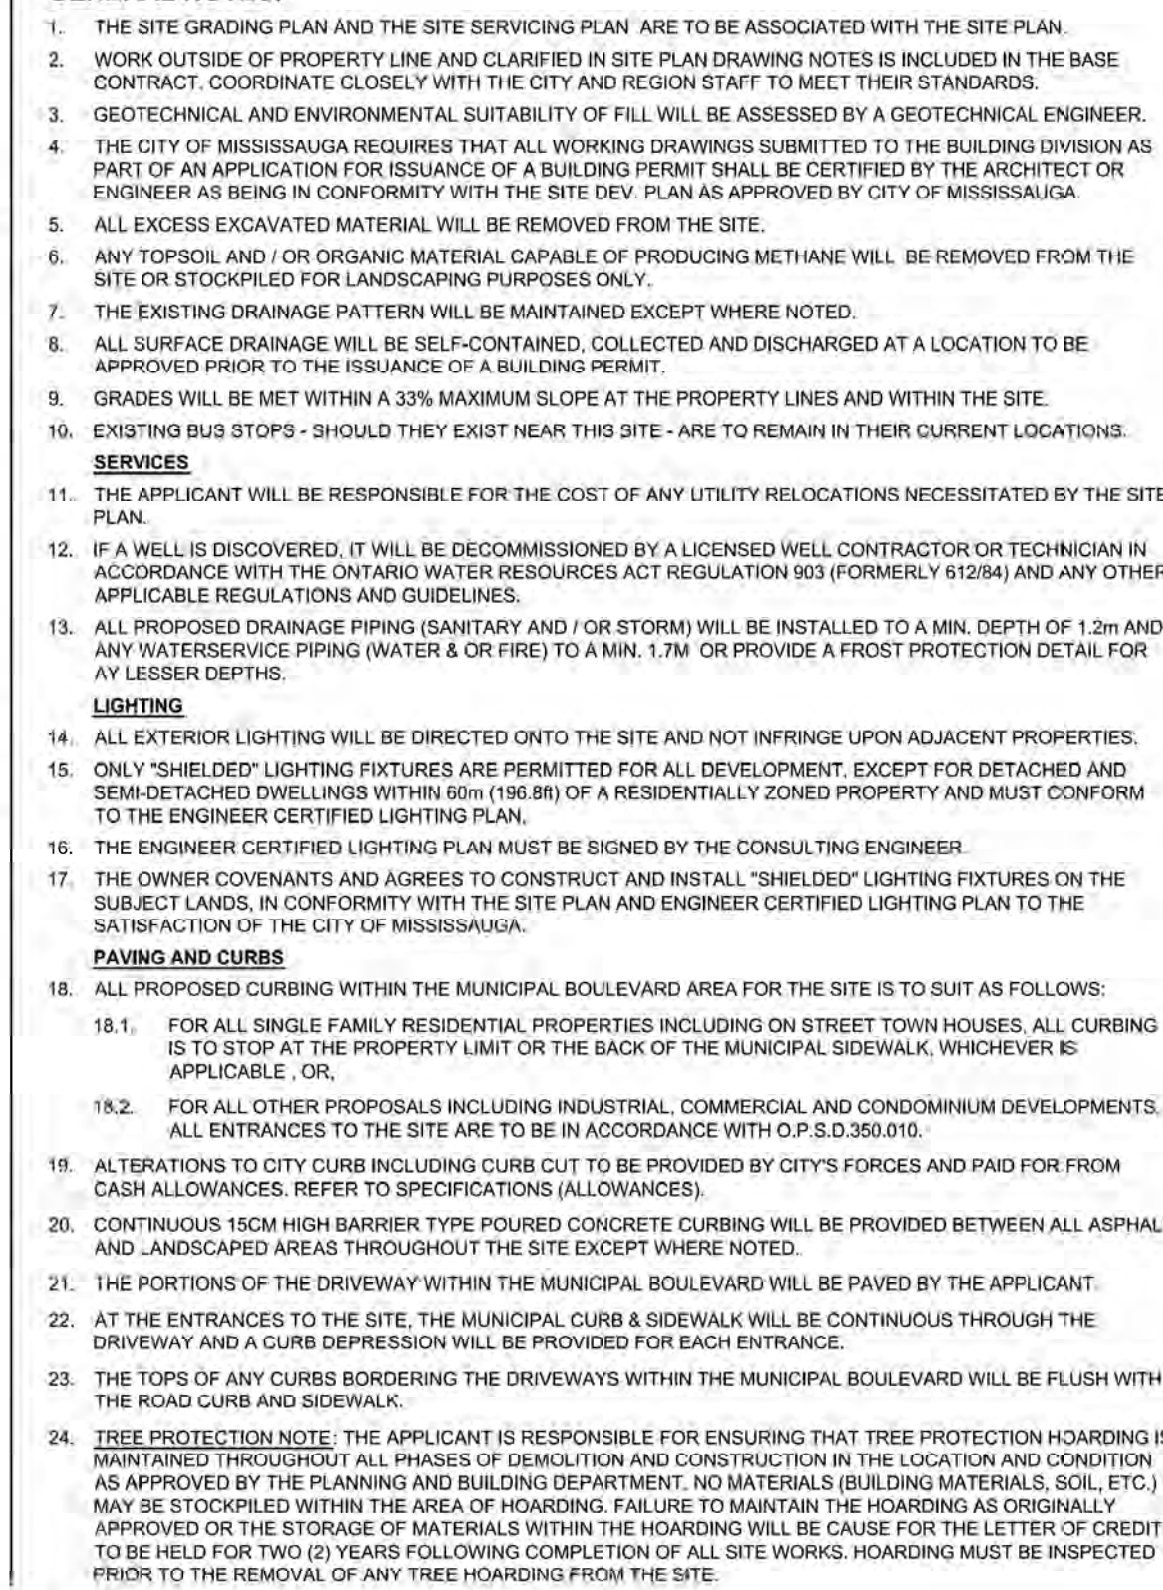 1. THE SITE GRADING PLAN AND THE SITE SERVICING PLAN ARE TO BE ASSOCIATED WITH THE SITE PLAN.
2. WORK OUTSIDE OF PROPERTY LINE AND CLARIFIED IN SITE PLAN DRAWING NOTES IS INCLUDED IN THE BASE
CONTRACT. COORDINATE CLOSELY WITH THE CITY AND REGION STAFF TO MEET THEIR STANDARDS.
3. GEOTECHNICAL AND ENVIRONMENTAL SUITABILITY OF FILL WILL BE ASSESSED BY A GEOTECHNICAL ENGINEER.
4. THE CITY OF MISSISSAUGA REQUIRES THAT ALL WORKING DRAWINGS SUBMITTED TO THE BUILDING DIVISION AS
PART OF AN APPLICATION FOR ISSUANCE OF A BUILDING PERMIT SHALL BE CERTIFIED BY THE ARCHITECT OR
ENGINEER AS BEING IN CONFORMITY WITH THE SITE DEV. PLAN AS APPROVED BY CITY OF MISSISSAUGA.
5. ALL EXCESS EXCAVATED MATERIAL WILL BE REMOVED FROM THE SITE.
6. ANY TOPSOIL AND / OR ORGANIC MATERIAL CAPABLE OF PRODUCING METHANE WILL BE REMOVED FROM THE
SITE OR STOCKPILED FOR LANDSCAPING PURPOSES ONLY.
7. THE EXISTING DRAINAGE PATTERN WILL BE MAINTAINED EXCEPT WHERE NOTED.
8. ALL SURFACE DRAINAGE WILL BE SELF-CONTAINED, COLLECTED AND DISCHARGED AT A LOCATION TO BE
APPROVED PRIOR TO THE ISSUANCE OF A BUILDING PERMIT.
9. GRADES WILL BE MET WITHIN A 33% MAXIMUM SLOPE AT THE PROPERTY LINES AND WITHIN THE SITE.
10. EXISTING BUS STOPS - SHOULD THEY EXIST NEAR THIS SITE - ARE TO REMAIN IN THEIR CURRENT LOCATIONS.
SERVICES
11. THE APPLICANT WILL BE RESPONSIBLE FOR THE COST OF ANY UTILITY RELOCATIONS NECESSITATED BY THE SITE
PLAN.
12. IF A WELL IS DISCOVERED, IT WILL BE DECOMMISSIONED BY A LICENSED WELL CONTRACTOR OR TECHNICIAN IN
ACCORDANCE WITH THE ONTARIO WATER RESOURCES ACT REGULATION 903 (FORMERLY 612/84) AND ANY OTHER
APPLICABLE REGULATIONS AND GUIDELINES.
13. ALL PROPOSED DRAINAGE PIPING (SANITARY AND / OR STORM) WILL BE INSTALLED TO A MIN. DEPTH OF 1.2m AND
ANY WATERSERVICE PIPING (WATER & OR FIRE) TO A MIN. 1.7M OR PROVIDE A FROST PROTECTION DETAIL FOR
AY LESSER DEPTHS.
LIGHTING
14. ALL EXTERIOR LIGHTING WILL BE DIRECTED ONTO THE SITE AND NOT INFRINGE UPON ADJACENT PROPERTIES.
15. ONLY "SHIELDED" LIGHTING FIXTURES ARE PERMITTED FOR ALL DEVELOPMENT, EXCEPT FOR DETACHED AND
SEMI-DETACHED DWELLINGS WITHIN 60m (196.8ft) OF A RESIDENTIALLY ZONED PROPERTY AND MUST CONFORM
TO THE ENGINEER CERTIFIED LIGHTING PLAN.
16. THE ENGINEER CERTIFIED LIGHTING PLAN MUST BE SIGNED BY THE CONSULTING ENGINEER.
17. THE OWNER COVENANTS AND AGREES TO CONSTRUCT AND INSTALL "SHIELDED" LIGHTING FIXTURES ON THE
SUBJECT LANDS, IN CONFORMITY WITH THE SITE PLAN AND ENGINEER CERTIFIED LIGHTING PLAN TO THE
SATISFACTION OF THE CITY OF MISSISSAUGA.
PAVING AND CURBS
18. ALL PROPOSED CURBING WITHIN THE MUNICIPAL BOULEVARD AREA FOR THE SITE IS TO SUIT AS FOLLOWS:
18.1. FOR ALL SINGLE FAMILY RESIDENTIAL PROPERTIES INCLUDING ON STREET TOWN HOUSES, ALL CURBING
IS TO STOP AT THE PROPERTY LIMIT OR THE BACK OF THE MUNICIPAL SIDEWALK, WHICHEVER IS
APPLICABLE , OR,
18.2. FOR ALL OTHER PROPOSALS INCLUDING INDUSTRIAL, COMMERCIAL AND CONDOMINIUM DEVELOPMENTS,
ALL ENTRANCES TO THE SITE ARE TO BE IN ACCORDANCE WITH O.P.S.D.350.010.
19. ALTERATIONS TO CITY CURB INCLUDING CURB CUT TO BE PROVIDED BY CITY'S FORCES AND PAID FOR FROM
CASH ALLOWANCES. REFER TO SPECIFICATIONS (ALLOWANCES).
20. CONTINUOUS 15CM HIGH BARRIER TYPE POURED CONCRETE CURBING WILL BE PROVIDED BETWEEN ALL ASPHAL
AND LANDSCAPED AREAS THROUGHOUT THE SITE EXCEPT WHERE NOTED.
21. THE PORTIONS OF THE DRIVEWAY WITHIN THE MUNICIPAL BOULEVARD WILL BE PAVED BY THE APPLICANT.
22. AT THE ENTRANCES TO THE SITE, THE MUNICIPAL CURB & SIDEWALK WILL BE CONTINUOUS THROUGH THE
DRIVEWAY AND A CURB DEPRESSION WILL BE PROVIDED FOR EACH ENTRANCE.
23. THE TOPS OF ANY CURBS BORDERING THE DRIVEWAYS WITHIN THE MUNICIPAL BOULEVARD WILL BE FLUSH WITH
THE ROAD CURB AND SIDEWALK.
24. TREE PROTECTION NOTE: THE APPLICANT IS RESPONSIBLE FOR ENSURING THAT TREE PROTECTION HOARDING IS
MAINTAINED THROUGHOUT ALL PHASES OF DEMOLITION AND CONSTRUCTION IN THE LOCATION AND CONDITION
AS APPROVED BY THE PLANNING AND BUILDING DEPARTMENT. NO MATERIALS (BUILDING MATERIALS, SOIL, ETC.)
MAY BE STOCKPILED WITHIN THE AREA OF HOARDING. FAILURE TO MAINTAIN THE HOARDING AS ORIGINALLY
APPROVED OR THE STORAGE OF MATERIALS WITHIN THE HOARDING WILL BE CAUSE FOR THE LETTER OF CREDIT
TO BE HELD FOR TWO (2) YEARS FOLLOWING COMPLETION OF ALL SITE WORKS. HOARDING MUST BE INSPECTED
PRIOR TO THE REMOVAL OF ANY TREE HOARDING FROM THE SITE.